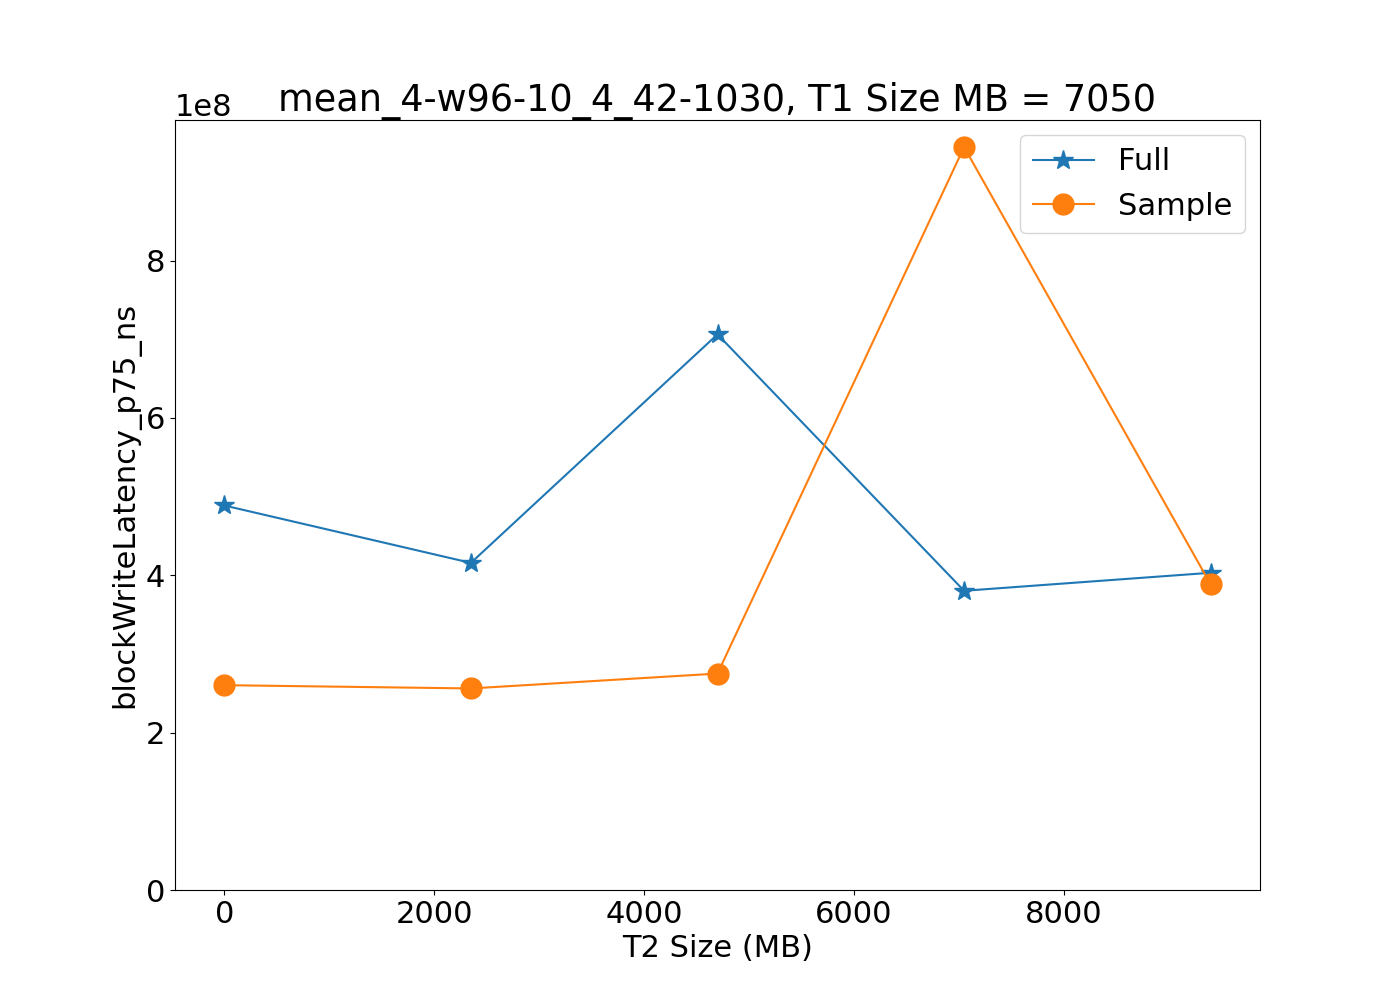 mean_4-w96-10_4_42-1030, T1 Size MB = 7050
1e8
Full
Sample
8
6
4
2
0
blockWriteLatency_p75_ns
0 2000 4000 6000 8000
T2 Size (MB)